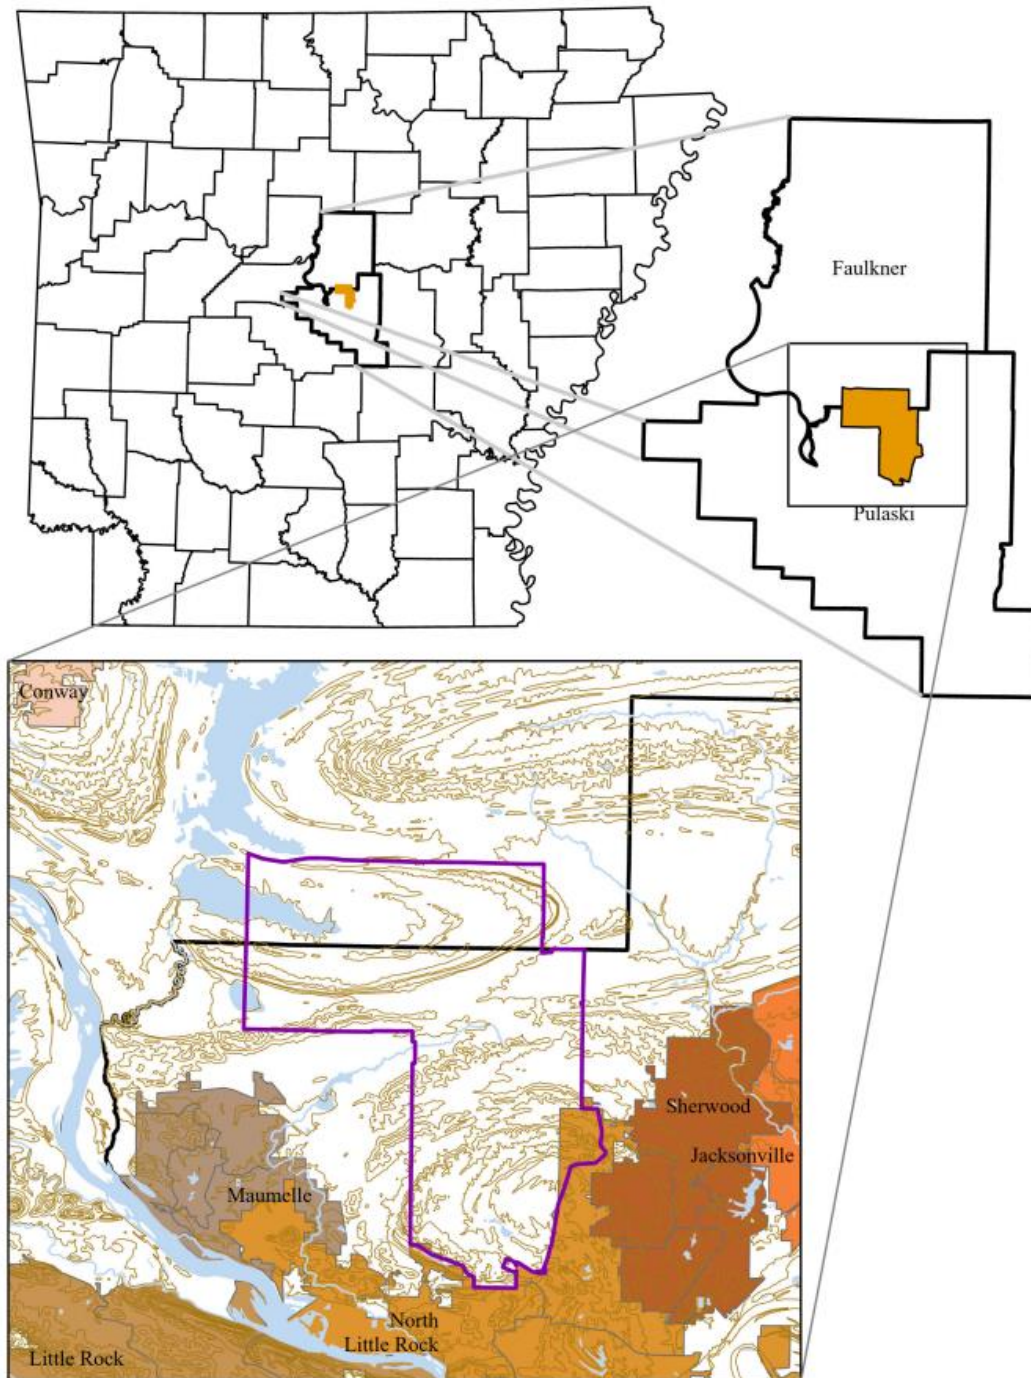 Faulkner
Pulaski
Conway
Sherwood
Jacksonville
Maumelle
North
Little Rock
Little Rock